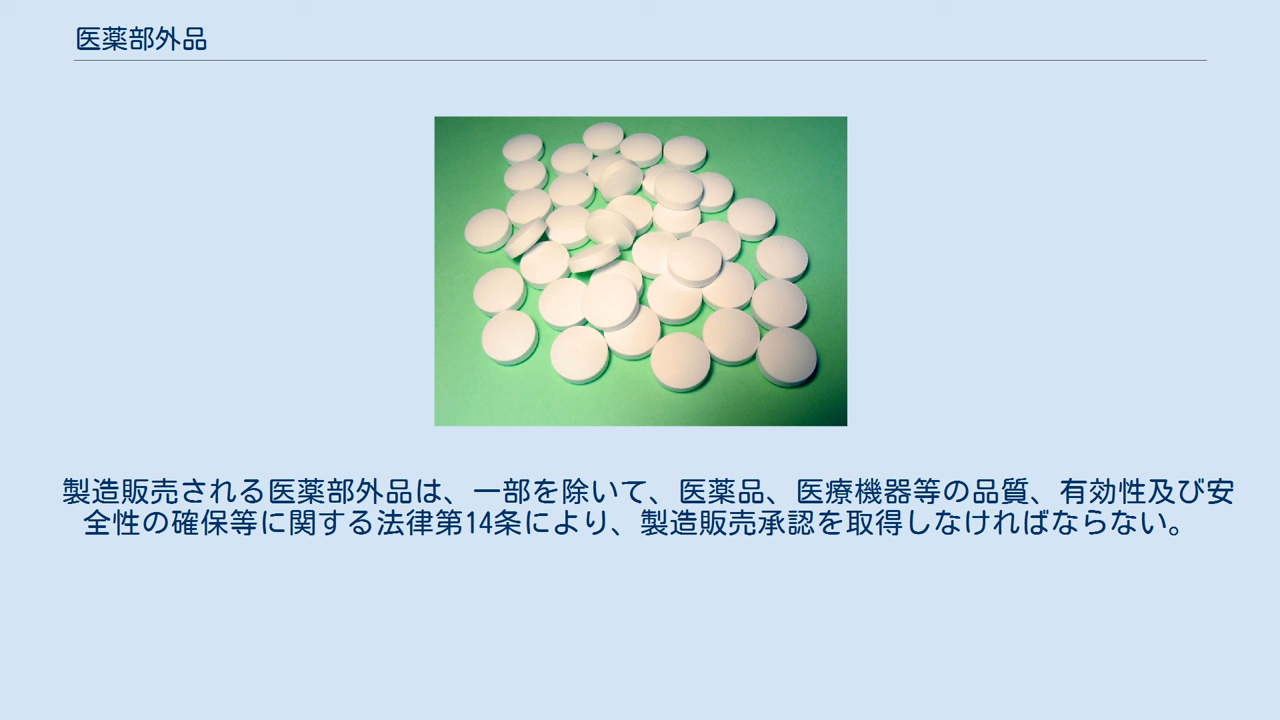 医薬部外品
製造販売される医薬部外品は、一部を除いて、医薬品、医療機器等の品質、有効性及び安
全性の確保等に関する法律第14条により、製造販売承認を取得しなければならない。